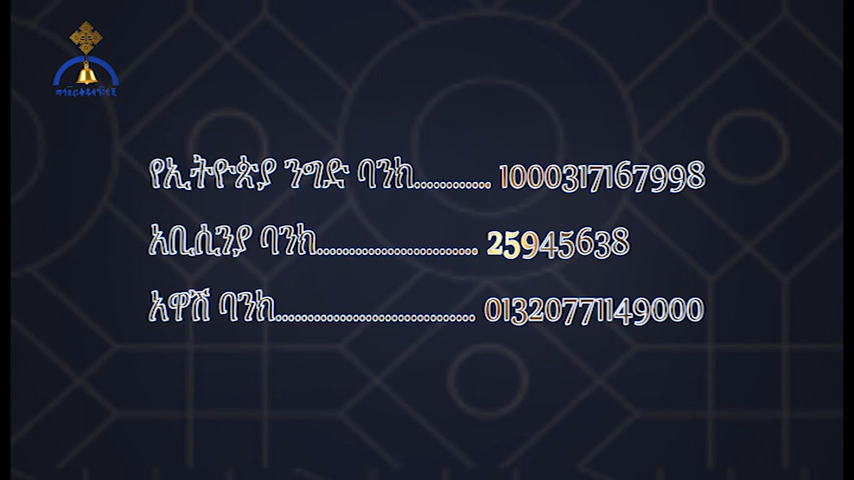 የኢትዮጵያ ንግድ ባንክ............ 1000317167998
አቢሲንያ ባንክ.......................... 25945638
አዋሽ ባንክ................................ 01320771149000